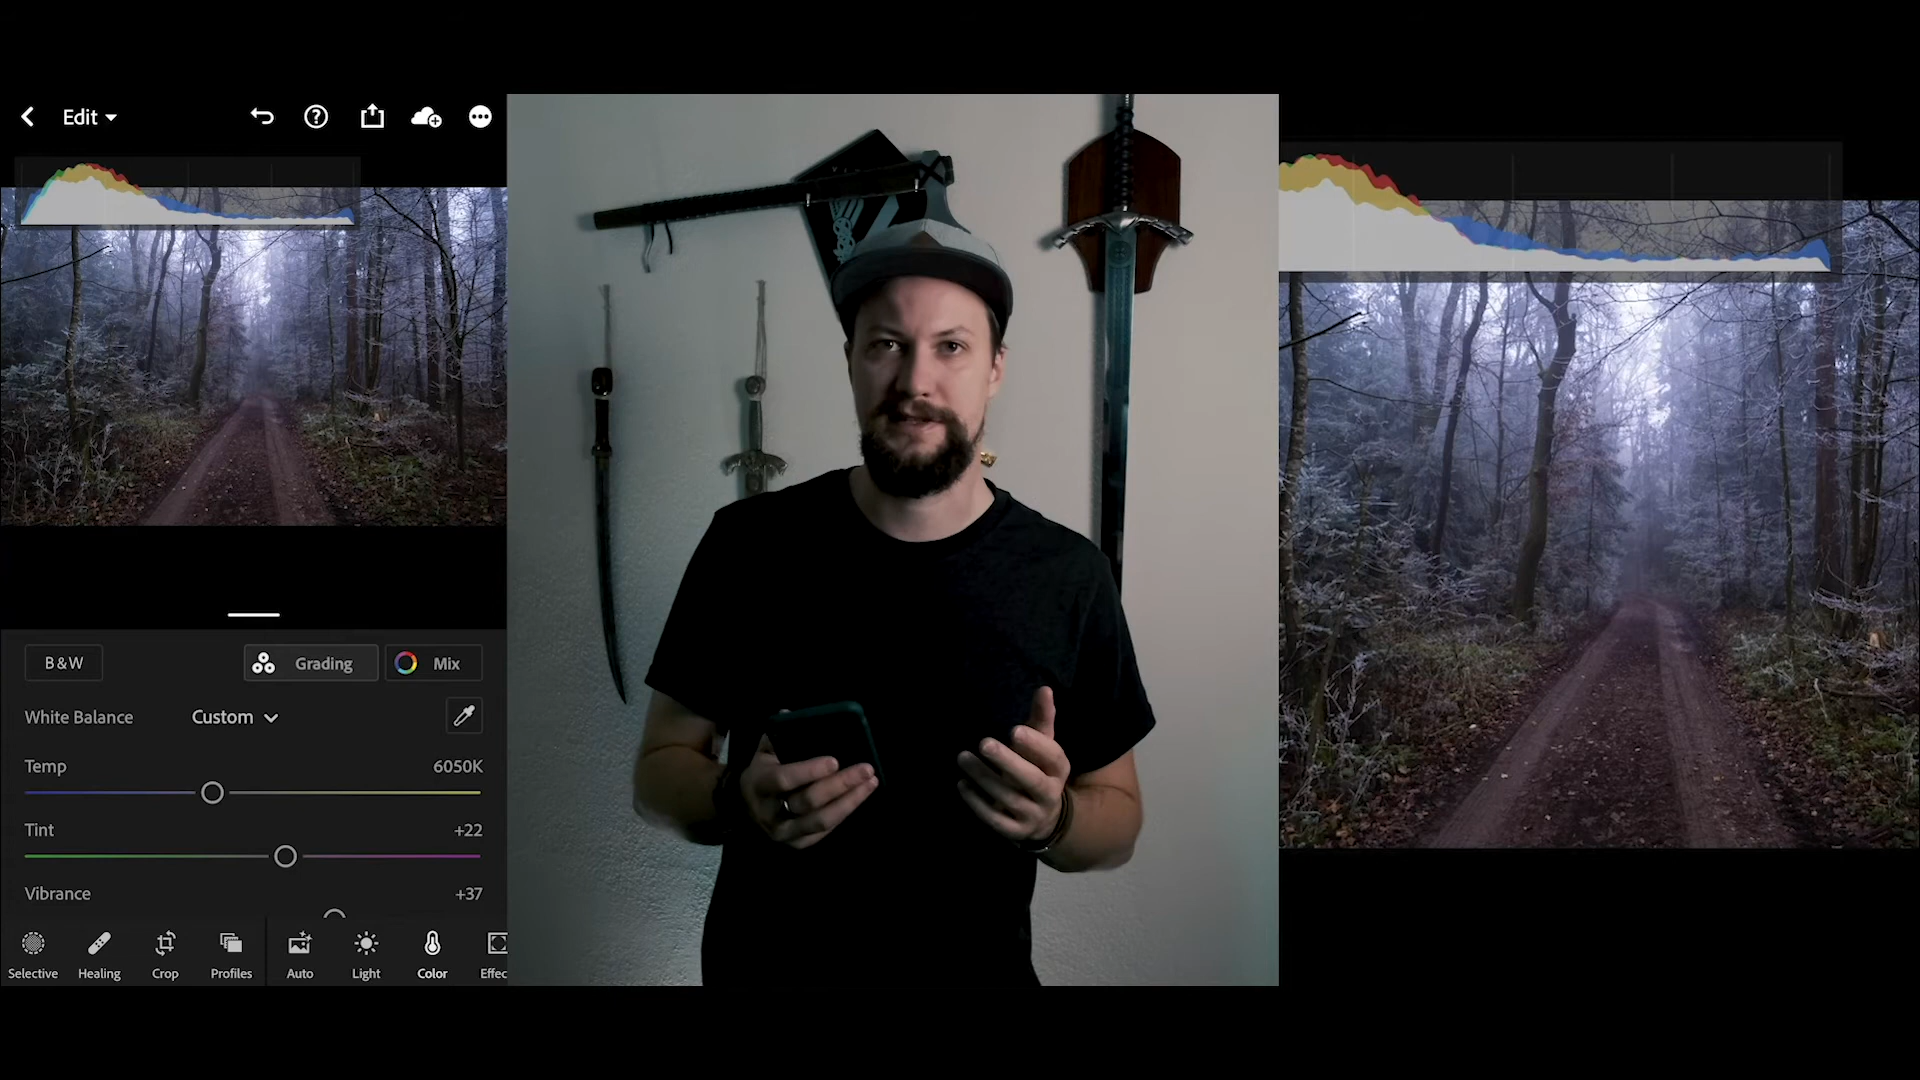 Edit
B&W
Grading
Mix
White Balance
Custom
Temp
6050K
Tint
+22
Vibrance
+37
Selective
Healing
Crop
Profiles
Auto
Light
Color
Effec